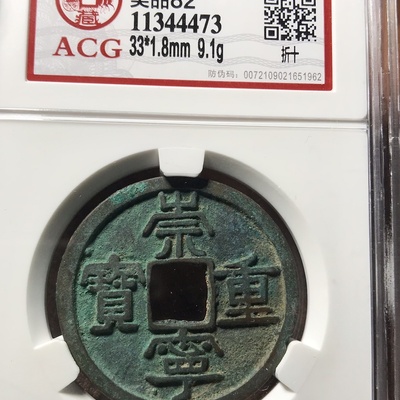 美品82
11344473
ACG 33*1.8mm 9.1g
折十
防伪码：0072109021651962
崇
寶 重
寧